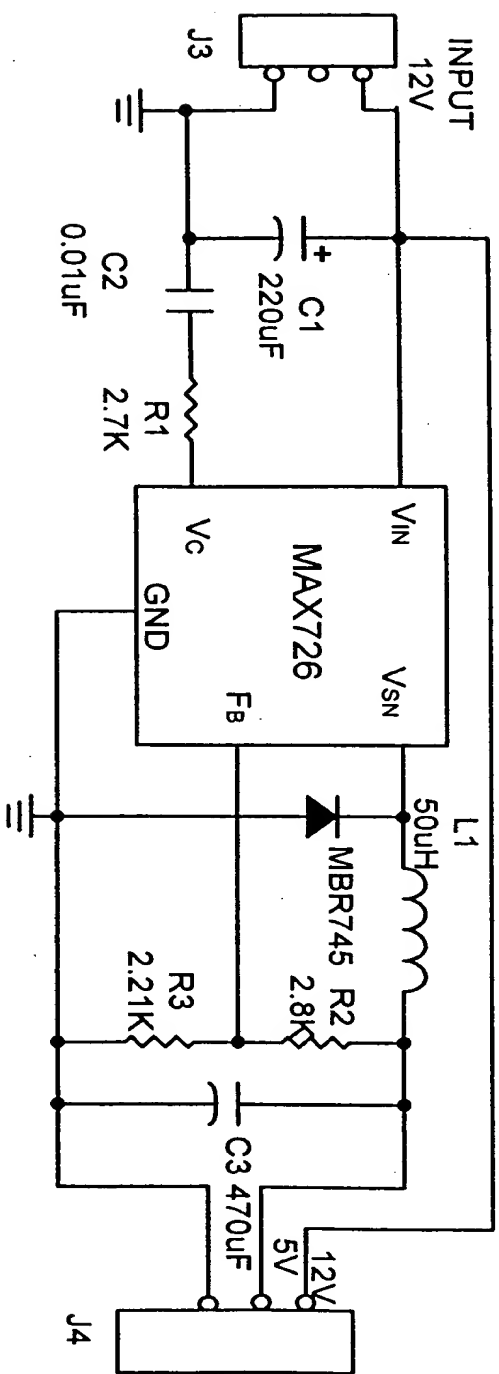 INPUT
12V
J3
C1
220uF
+
C2
0.01uF
R1
2.7K
VIN
VC
MAX726
GND
VSN
FB
L1
50uH
MBR745
R2
2.8K
R3
2.21K
C3 470uF
12V
5V
J4